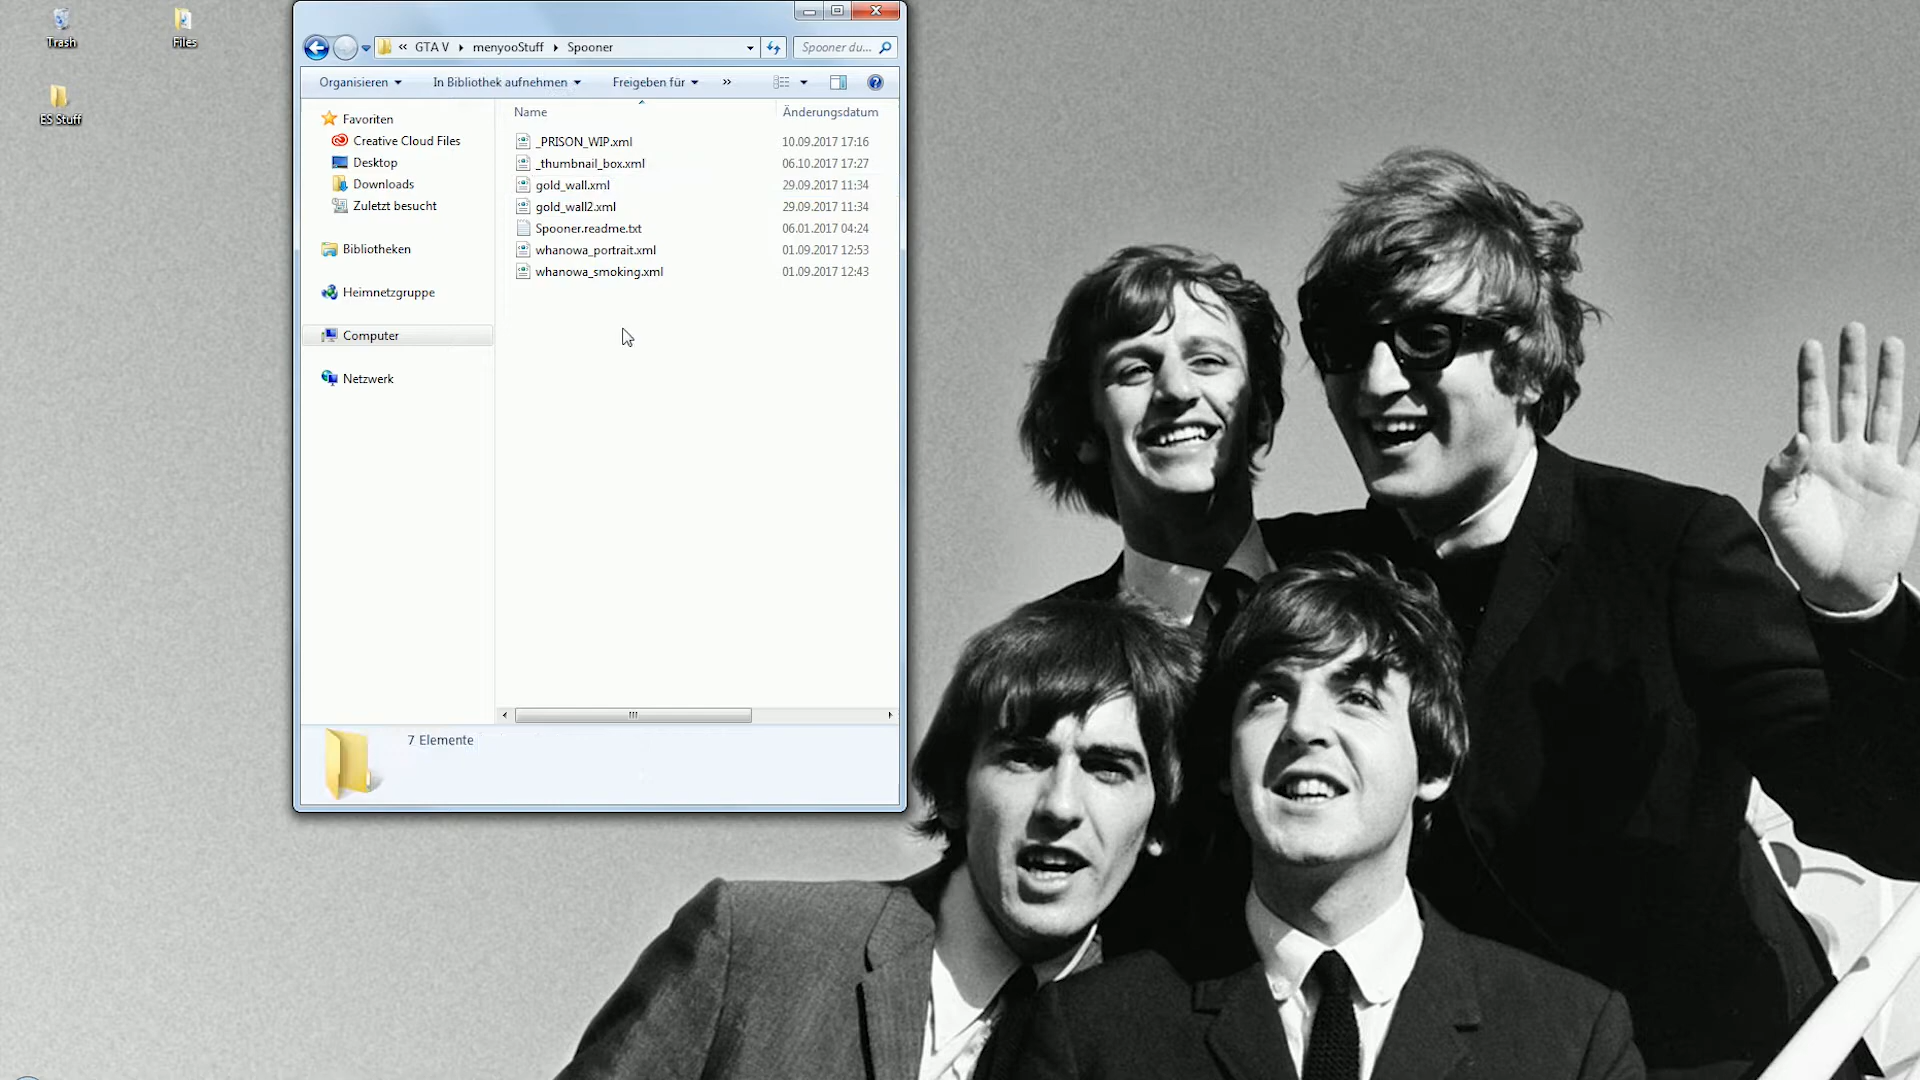 Trash
Files
ES Stuff
« GTA V menyooStuff Spooner
Spooner du...
Organisieren In Bibliothek aufnehmen Freigeben für »
Name Änderungsdatum
Favoriten
Creative Cloud Files
Desktop
Downloads
Zuletzt besucht
Bibliotheken
Heimnetzgruppe
Computer
Netzwerk
_PRISON_WIP.xml 10.09.2017 17:16
_thumbnail_box.xml 06.10.2017 17:27
gold_wall.xml 29.09.2017 11:34
gold_wall2.xml 29.09.2017 11:34
Spooner.readme.txt 06.01.2017 04:24
whanowa_portrait.xml 01.09.2017 12:53
whanowa_smoking.xml 01.09.2017 12:43
7 Elemente